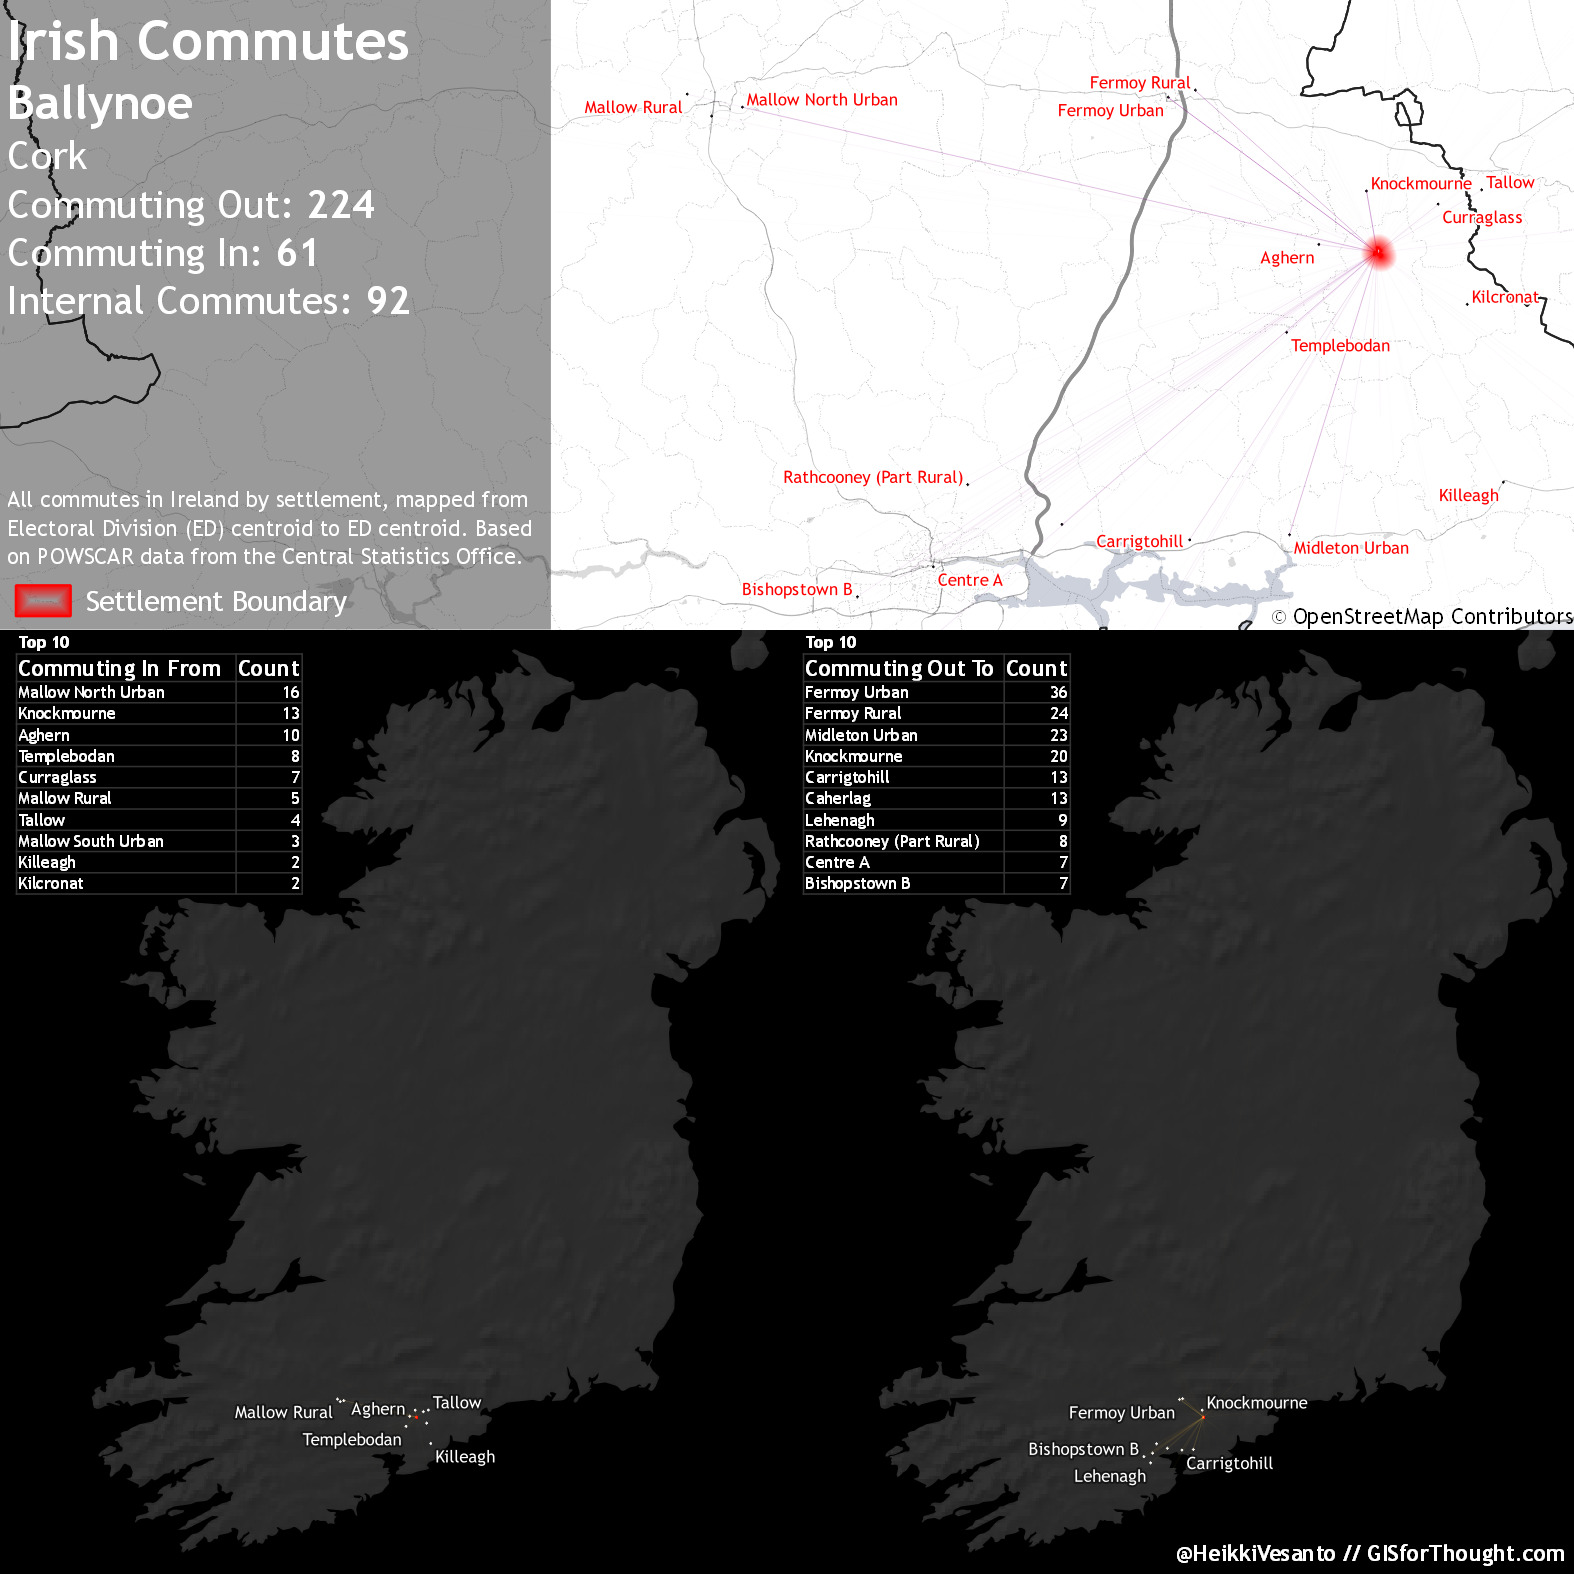 Irish Commutes
Ballynoe
Cork
Commuting Out: 224
Commuting In: 61
Internal Commutes: 92
All commutes in Ireland by settlement, mapped from
Electoral Division (ED) centroid to ED centroid. Based
on POWSCAR data from the Central Statistics Office.
Settlement Boundary
Mallow Rural
Mallow North Urban
Fermoy Rural
Fermoy Urban
Knockmourne
Tallow
Curraglass
Aghern
Kilcronat
Templebodan
Rathcooney (Part Rural)
Killeagh
Carrigtohill
Midleton Urban
Centre A
Bishopstown B
© OpenStreetMap Contributors
Top 10
Commuting In From Count
Mallow North Urban 16
Knockmourne 13
Aghern 10
Templebodan 8
Curraglass 7
Mallow Rural 5
Tallow 4
Mallow South Urban 3
Killeagh 2
Kilcronat 2
Top 10
Commuting Out To Count
Fermoy Urban 36
Fermoy Rural 24
Midleton Urban 23
Knockmourne 20
Carrigtohill 13
Caherlag 13
Lehenagh 9
Rathcooney (Part Rural) 8
Centre A 7
Bishopstown B 7
Mallow Rural
Aghern
Tallow
Templebodan
Killeagh
Knockmourne
Fermoy Urban
Bishopstown B
Carrigtohill
Lehenagh
@HeikkiVesanto // GISforThought.com